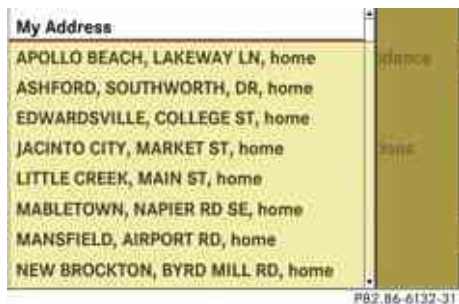 My Address
APOLLO BEACH, LAKEWAY LN, home
ASHFORD, SOUTHWORTH, DR, home
EDWARDSVILLE, COLLEGE ST, home
JACINTO CITY, MARKET ST, home
LITTLE CREEK, MAIN ST, home
MABLETOWN, NAPIER RD SE, home
MANSFIELD, AIRPORT RD, home
NEW BROCKTON, BYRD MILL RD, home
P82.86-6132-31